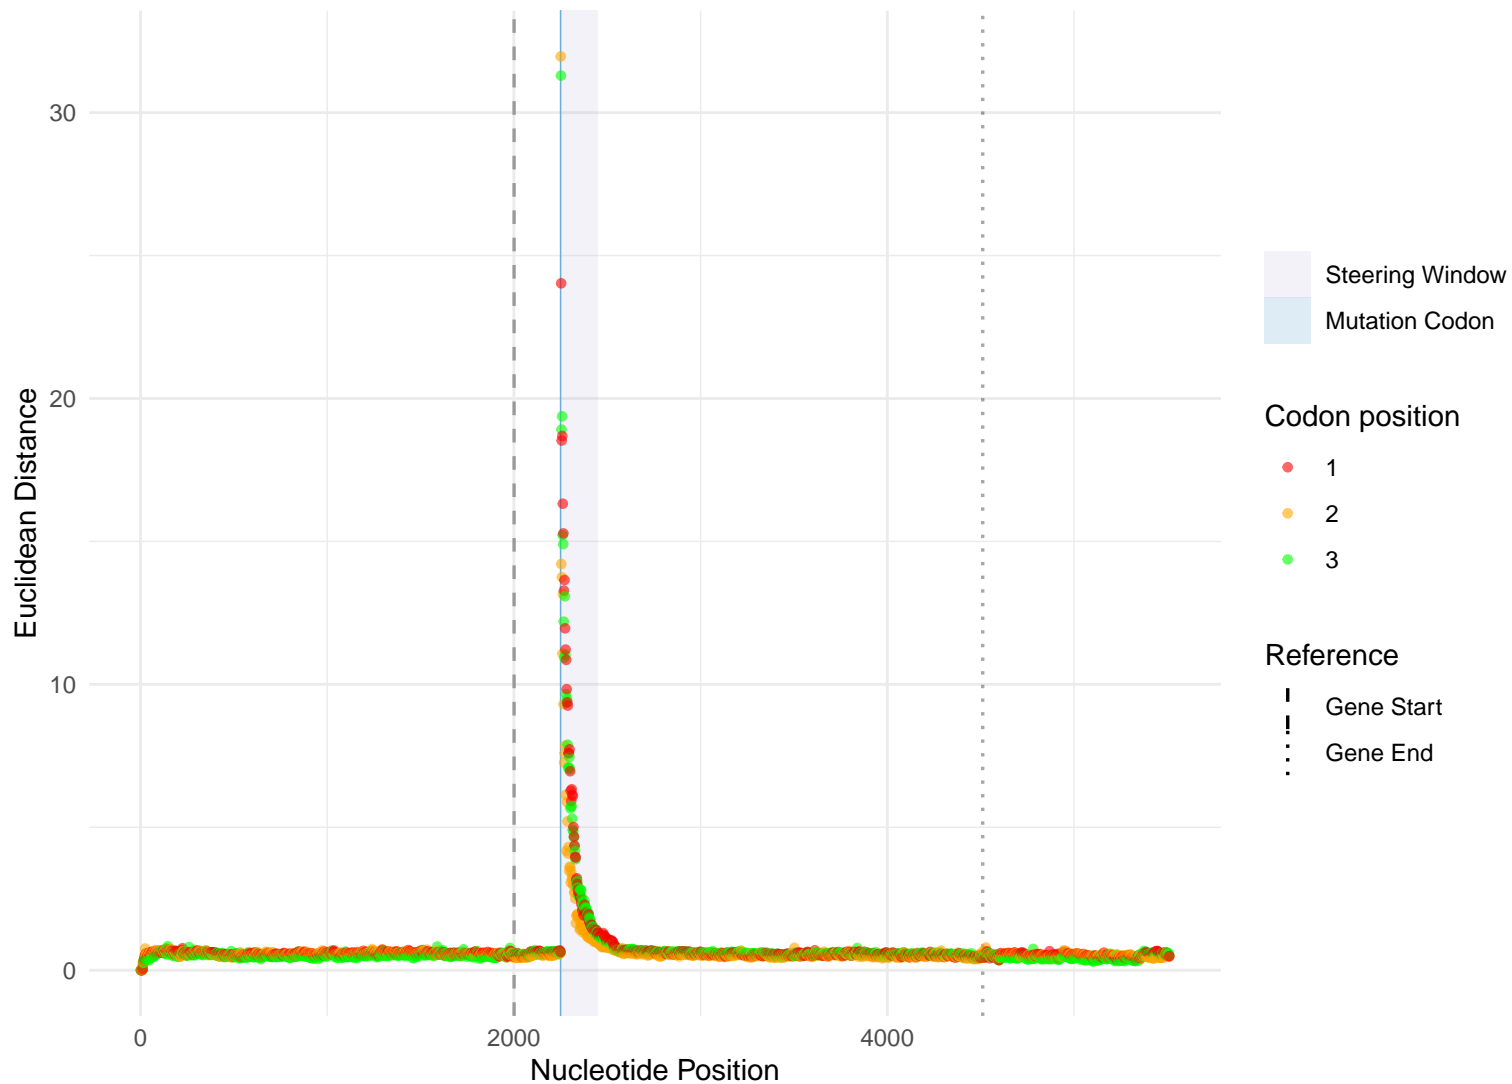 30
20
10
0
Euclidean Distance
0
2000
4000
Nucleotide Position
Steering Window
Mutation Codon
Codon position
1
2
3
Reference
Gene Start
Gene End